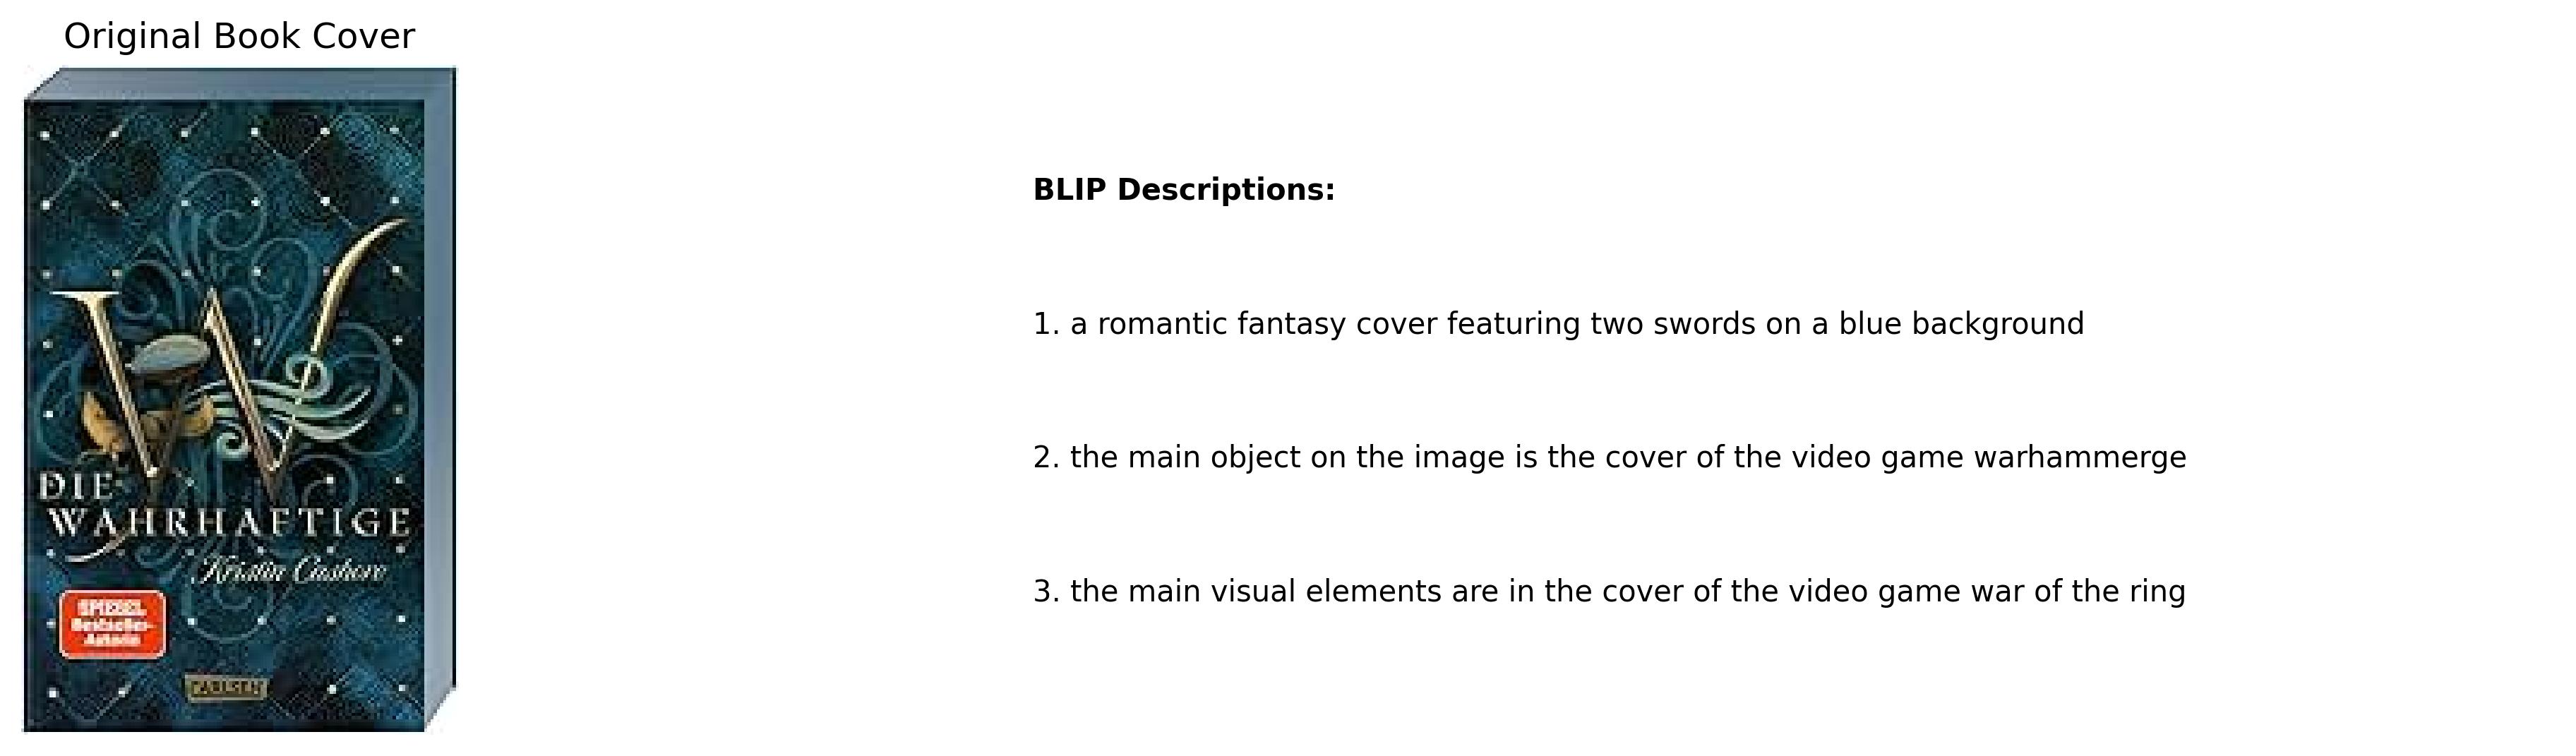 Original Book Cover
W
DIE
WAHRHAFTIGE
Kristin Cashore
SPIEGEL
Bestseller-
Autorin
CARLSEN
BLIP Descriptions:
1. a romantic fantasy cover featuring two swords on a blue background
2. the main object on the image is the cover of the video game warhammerge
3. the main visual elements are in the cover of the video game war of the ring